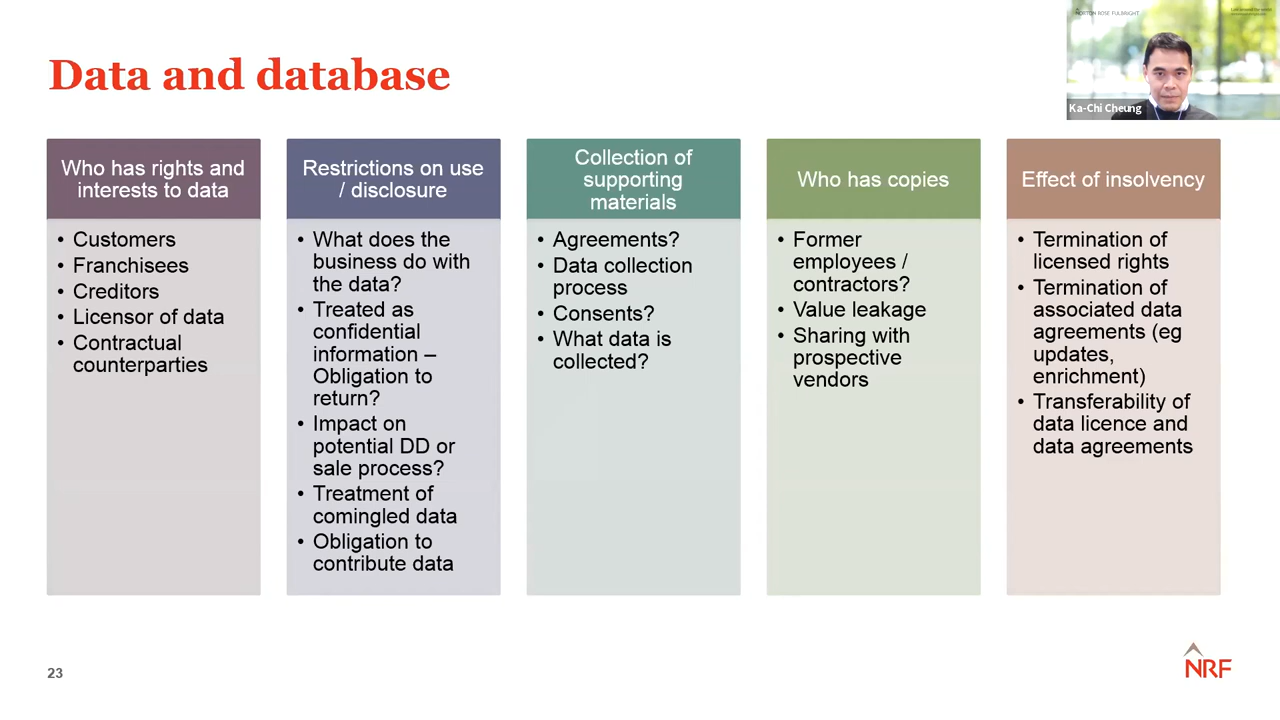 NORTON ROSE FULBRIGHT
Data and database
Ka-Chi Cheung
Who has rights and
interests to data
• Customers
• Franchisees
• Creditors
• Licensor of data
• Contractual
counterparties
Restrictions on use
/ disclosure
• What does the
business do with
the data?
• Treated as
confidential
information –
Obligation to
return?
• Impact on
potential DD or
sale process?
• Treatment of
comingled data
• Obligation to
contribute data
Collection of
supporting
materials
• Agreements?
• Data collection
process
• Consents?
• What data is
collected?
Who has copies
• Former
employees /
contractors?
• Value leakage
• Sharing with
prospective
vendors
Effect of insolvency
• Termination of
licensed rights
• Termination of
associated data
agreements (eg
updates,
enrichment)
• Transferability of
data licence and
data agreements
23
NRF